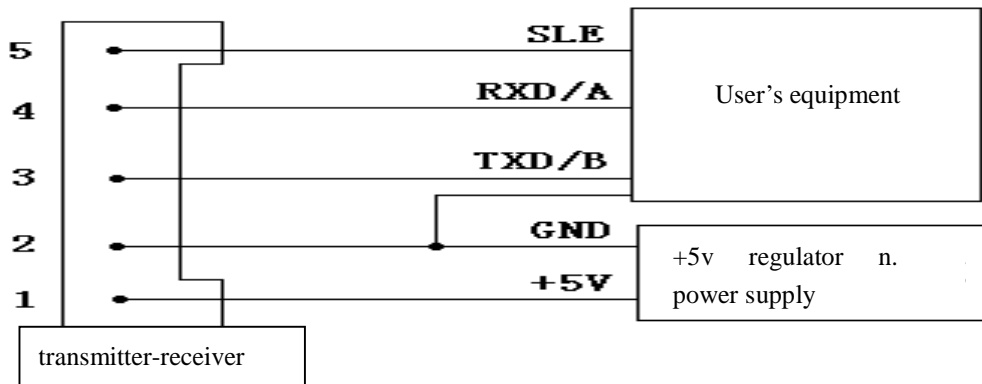 5 SLE
4 RXD/A
User's equipment
3 TXD/B
2 GND
+5v regulator n.
1 +5V
power supply
transmitter-receiver